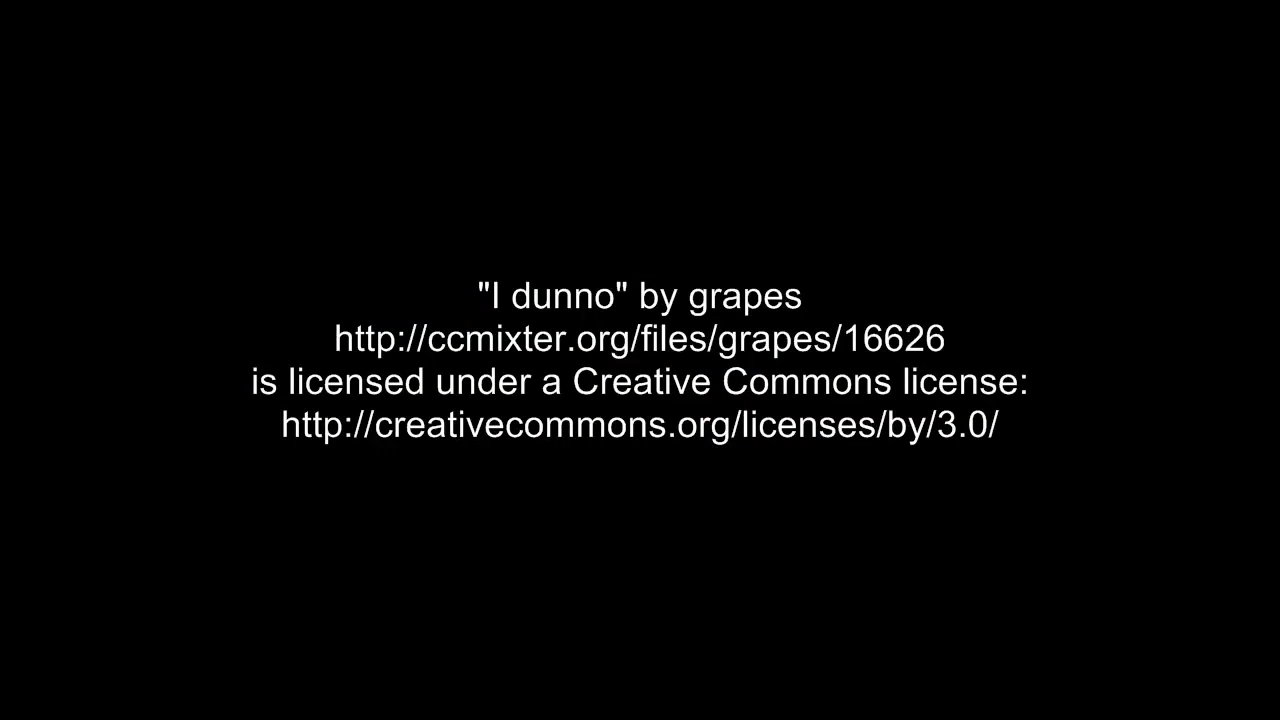 "I dunno" by grapes
http://ccmixter.org/files/grapes/16626
is licensed under a Creative Commons license:
http://creativecommons.org/licenses/by/3.0/